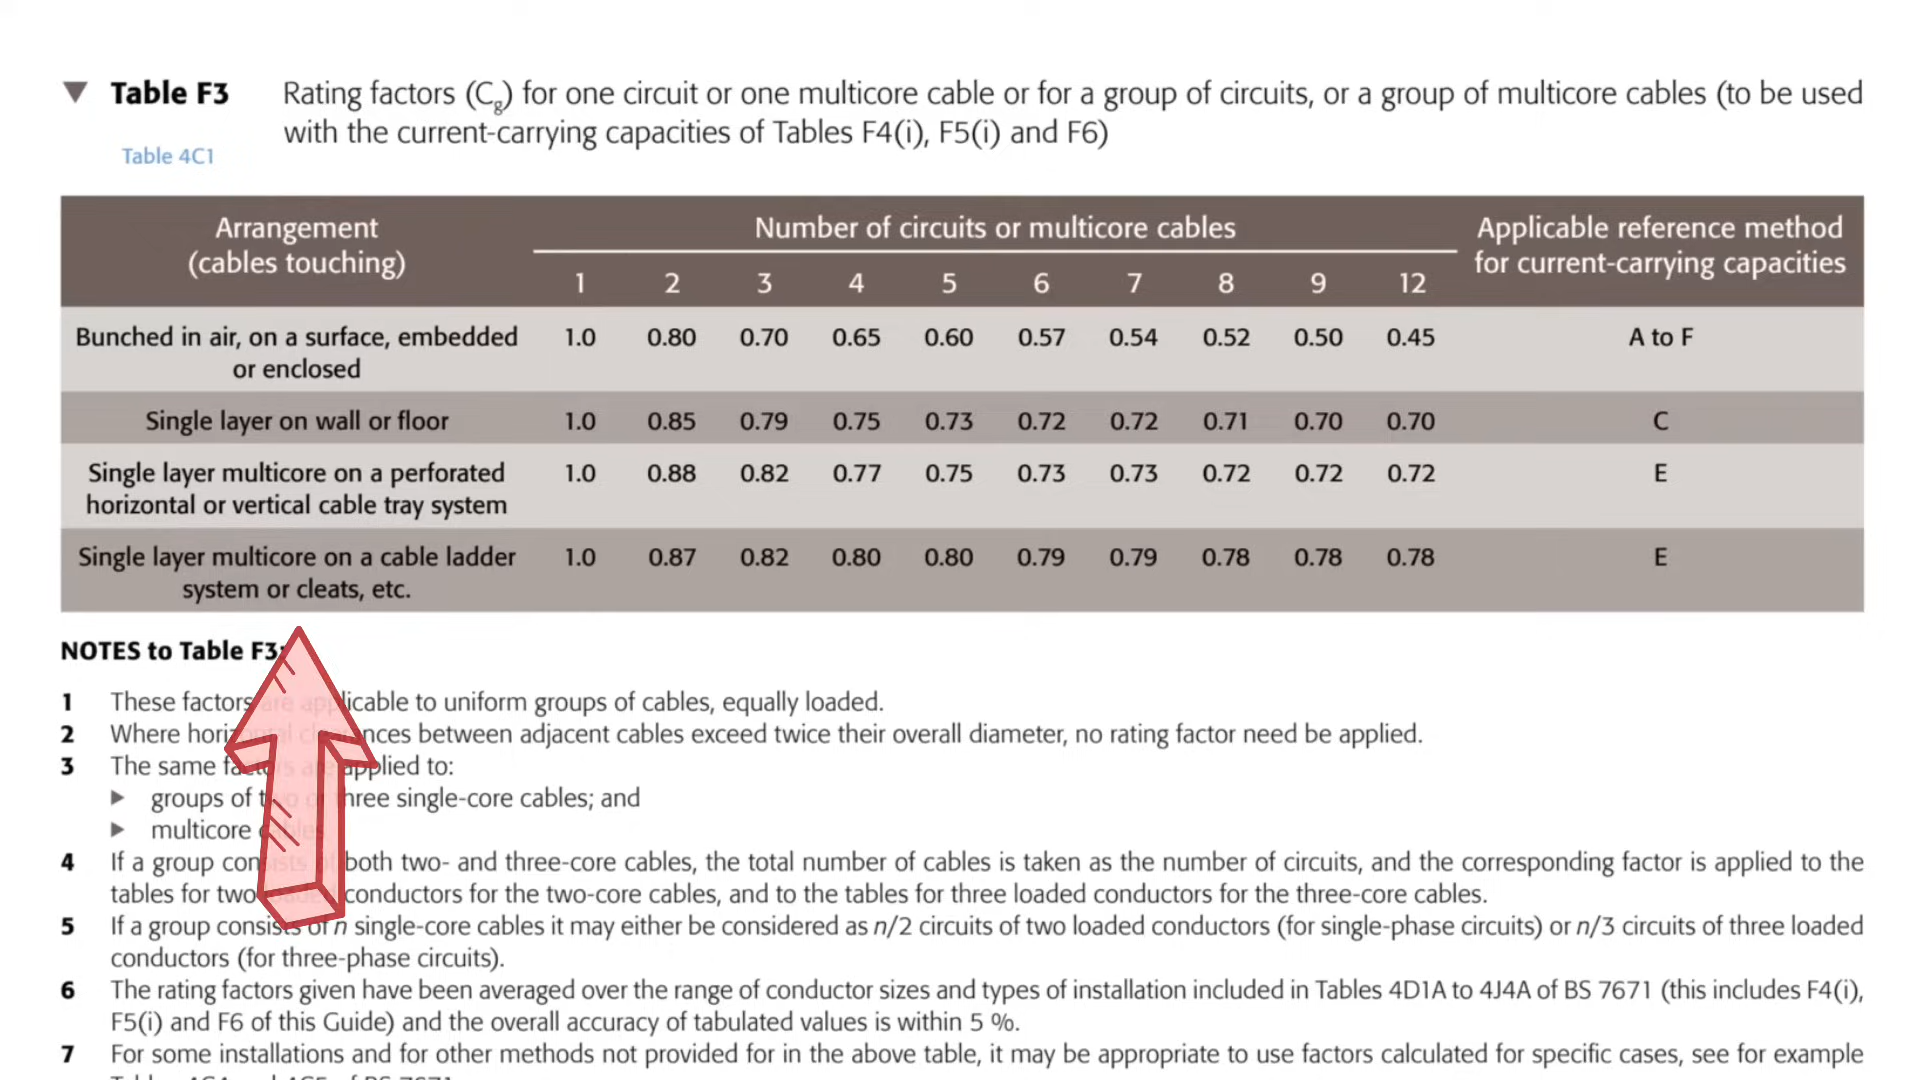 ▼ Table F3 Rating factors (Cg) for one circuit or one multicore cable or for a group of circuits, or a group of multicore cables (to be used
with the current-carrying capacities of Tables F4(i), F5(i) and F6)
Table 4C1
Arrangement
(cables touching)
Number of circuits or multicore cables
Applicable reference method
for current-carrying capacities
1 2 3 4 5 6 7 8 9 12
Bunched in air, on a surface, embedded
or enclosed
1.0 0.80 0.70 0.65 0.60 0.57 0.54 0.52 0.50 0.45 A to F
Single layer on wall or floor 1.0 0.85 0.79 0.75 0.73 0.72 0.72 0.71 0.70 0.70 C
Single layer multicore on a perforated
horizontal or vertical cable tray system
1.0 0.88 0.82 0.77 0.75 0.73 0.73 0.72 0.72 0.72 E
Single layer multicore on a cable ladder
system or cleats, etc.
1.0 0.87 0.82 0.80 0.80 0.79 0.79 0.78 0.78 0.78 E
NOTES to Table F3:
1 These factors are applicable to uniform groups of cables, equally loaded.
2 Where horizontal clearances between adjacent cables exceed twice their overall diameter, no rating factor need be applied.
3 The same factors are applied to:
▶ groups of two or three single-core cables; and
▶ multicore cables
4 If a group consists of both two- and three-core cables, the total number of cables is taken as the number of circuits, and the corresponding factor is applied to the
tables for two loaded conductors for the two-core cables, and to the tables for three loaded conductors for the three-core cables.
5 If a group consists of n single-core cables it may either be considered as n/2 circuits of two loaded conductors (for single-phase circuits) or n/3 circuits of three loaded
conductors (for three-phase circuits).
6 The rating factors given have been averaged over the range of conductor sizes and types of installation included in Tables 4D1A to 4J4A of BS 7671 (this includes F4(i),
F5(i) and F6 of this Guide) and the overall accuracy of tabulated values is within 5 %.
7 For some installations and for other methods not provided for in the above table, it may be appropriate to use factors calculated for specific cases, see for example